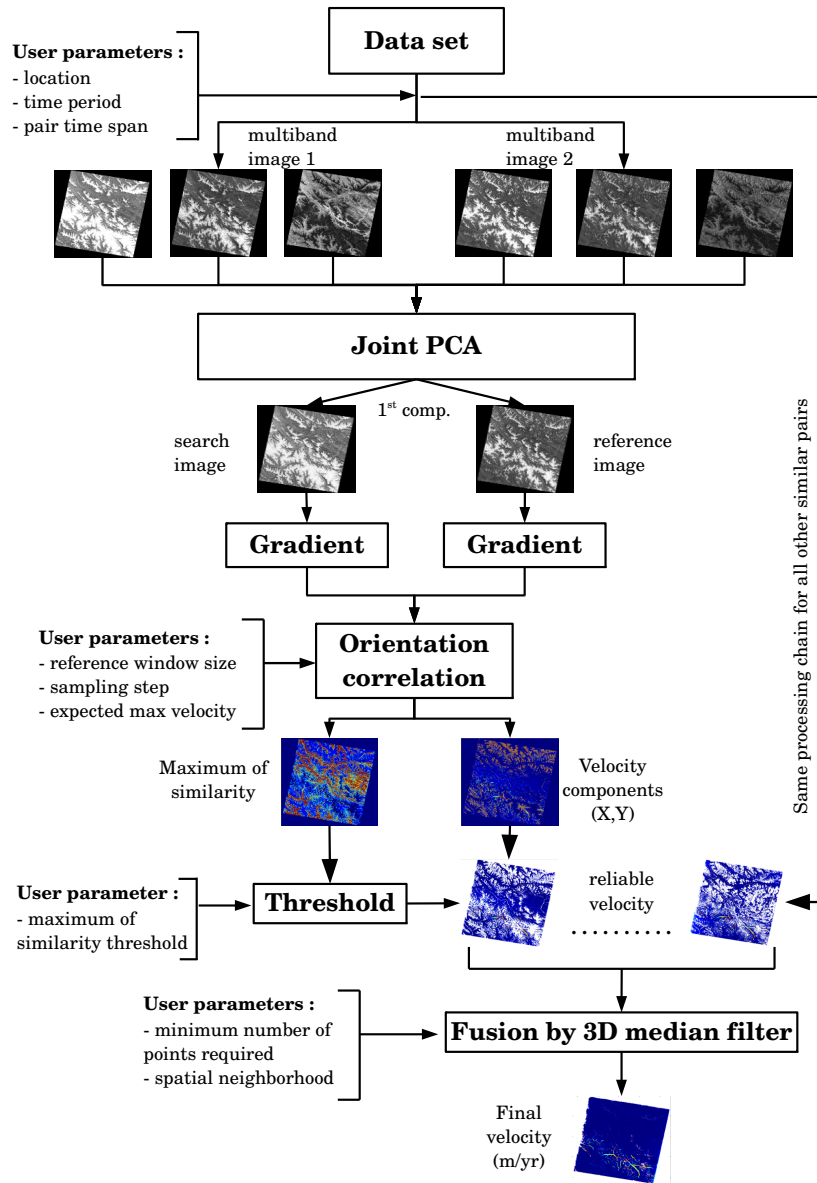 Data set
User parameters :
- location
- time period
- pair time span
multiband
image 1
multiband
image 2
Joint PCA
1st comp.
search
image
reference
image
Gradient
Gradient
Same processing chain for all other similar pairs
User parameters :
- reference window size
- sampling step
- expected max velocity
Orientation
correlation
Maximum of
similarity
Velocity
components
(X,Y)
User parameter :
- maximum of
similarity threshold
Threshold
reliable
velocity
. . . . . . . . .
User parameters :
- minimum number of
points required
- spatial neighborhood
Fusion by 3D median filter
Final
velocity
(m/yr)